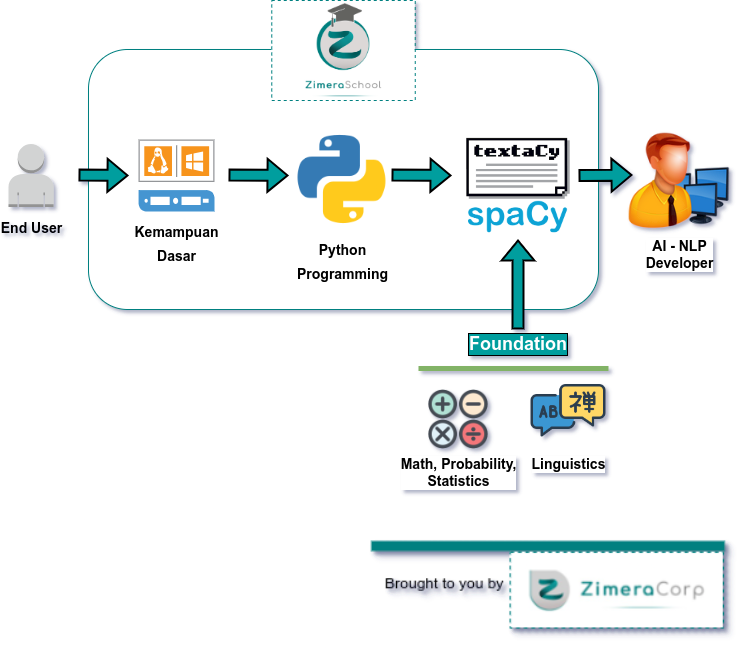 ZimeraSchool
textaCy
spaCy
End User
Kemampuan
Dasar
Python
Programming
AI - NLP
Developer
Foundation
AB 禅
Math, Probability,
Statistics
Linguistics
Brought to you by
ZimeraCorp